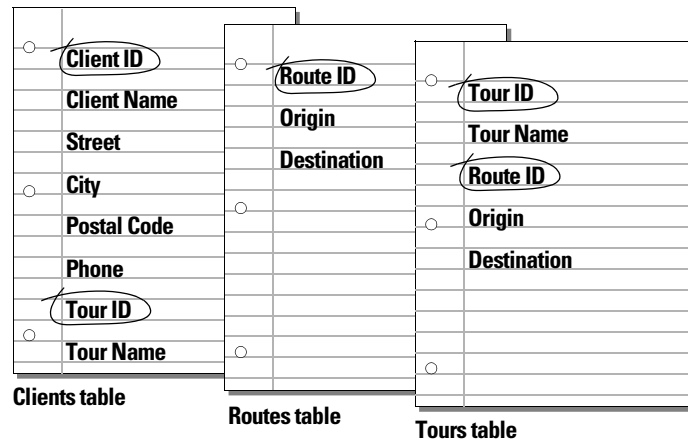 Client ID
Client Name
Street
City
Postal Code
Phone
Tour ID
Tour Name
Clients table
Route ID
Origin
Destination
Routes table
Tour ID
Tour Name
Route ID
Origin
Destination
Tours table